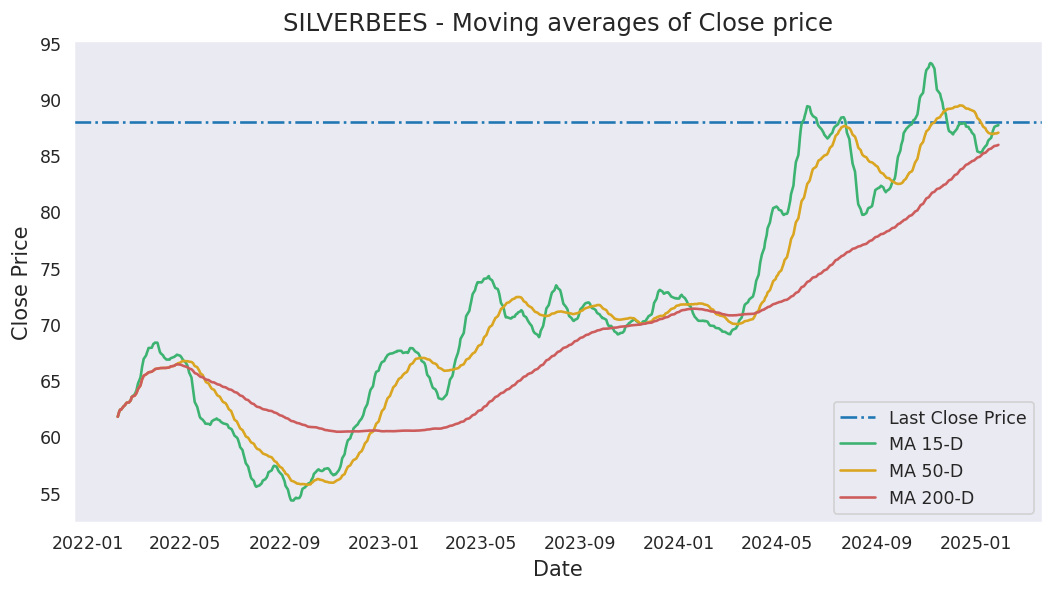 SILVERBEES - Moving averages of Close price
95
90
85
80
75
70
65
60
55
Close Price
2022-01 2022-05 2022-09 2023-01 2023-05 2023-09 2024-01 2024-05 2024-09 2025-01
Date
Last Close Price
MA 15-D
MA 50-D
MA 200-D